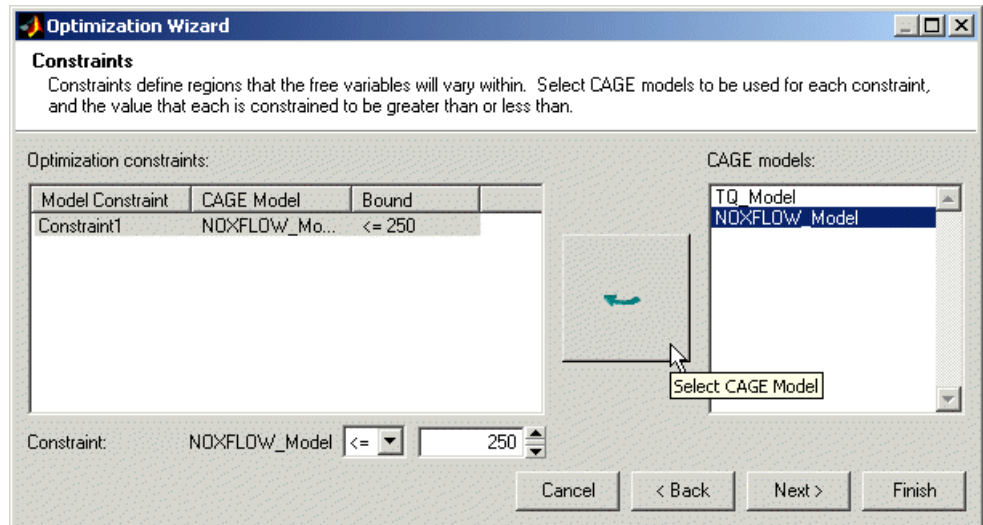 Optimization Wizard
Constraints
Constraints define regions that the free variables will vary within. Select CAGE models to be used for each constraint,
and the value that each is constrained to be greater than or less than.
Optimization constraints:
CAGE models:
Model Constraint CAGE Model Bound
Constraint1 NOXFLOW_Mo... <= 250
TQ_Model
NOXFLOW_Model
Select CAGE Model
Constraint: NOXFLOW_Model <= 250
Cancel < Back Next > Finish